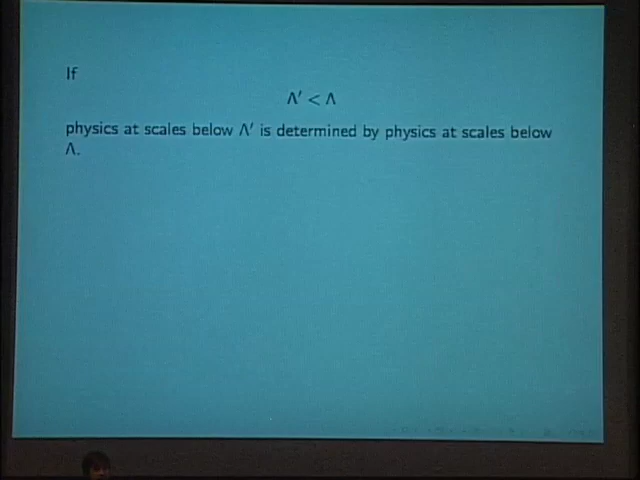 If
Λ′ < Λ
physics at scales below Λ′ is determined by physics at scales below
Λ.